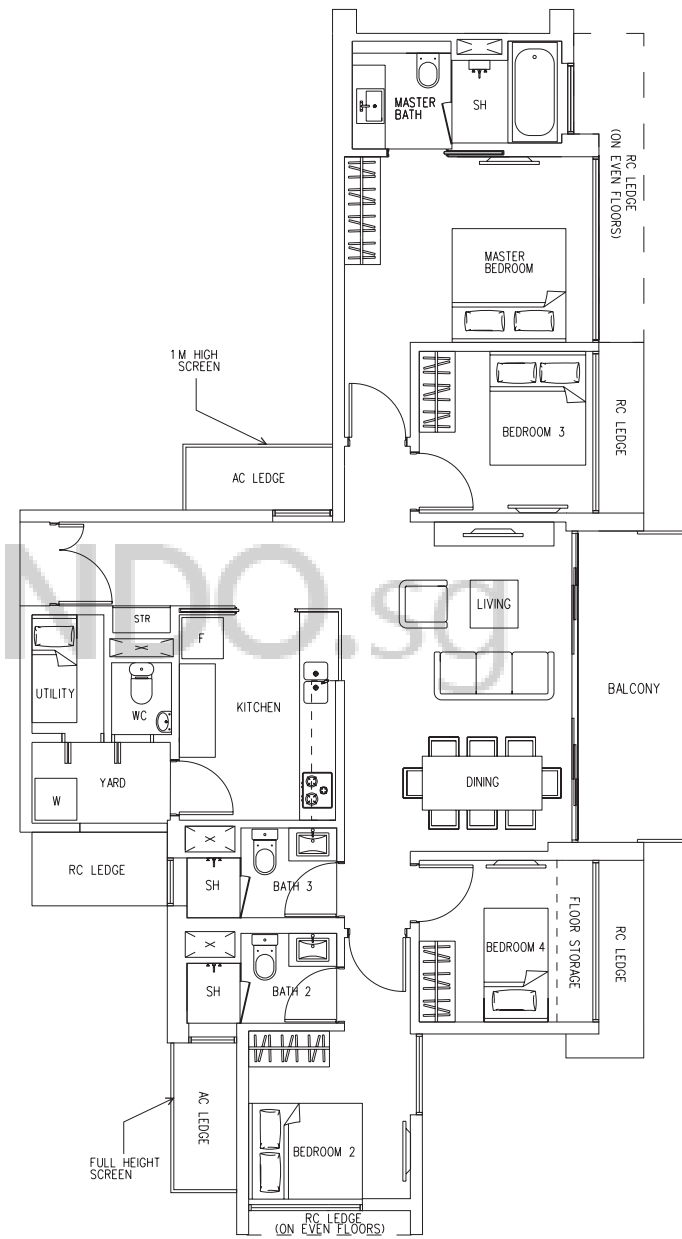 MASTER
BATH
SH
RC LEDGE
(ON EVEN FLOORS)
MASTER
BEDROOM
1M HIGH
SCREEN
BEDROOM 3
RC LEDGE
AC LEDGE
NDO.sg
STR
F
LIVING
UTILITY
WC
KITCHEN
BALCONY
YARD
W
DINING
RC LEDGE
SH
BATH 3
BEDROOM 4
FLOOR STORAGE
RC LEDGE
SH
BATH 2
AC LEDGE
FULL HEIGHT
SCREEN
BEDROOM 2
RC LEDGE
(ON EVEN FLOORS)